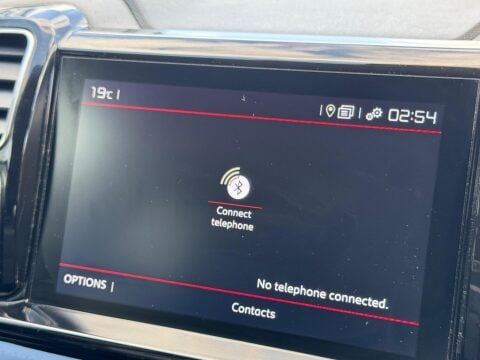 19c
02:54
Connect
telephone
OPTIONS
No telephone connected.
Contacts